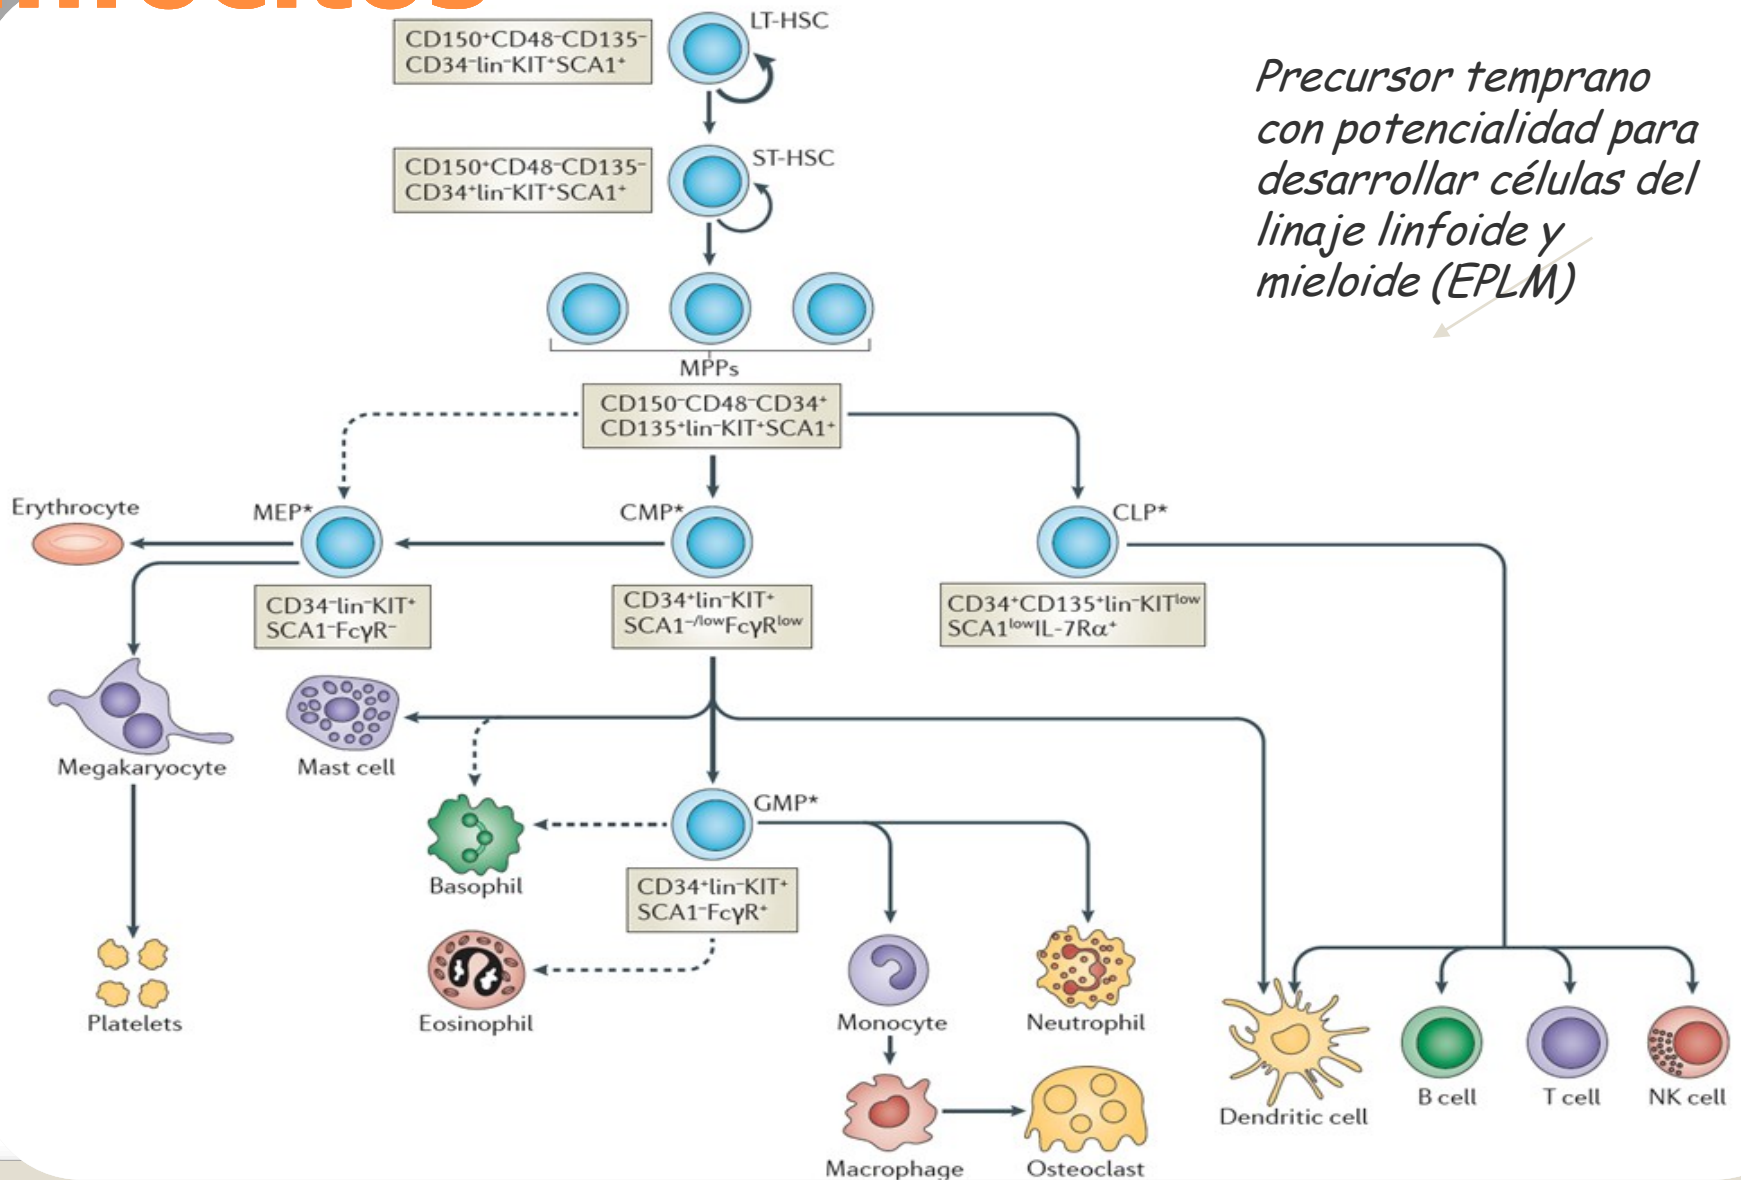 LT-HSC
CD150⁺CD48⁻CD135⁻
CD34⁻lin⁻KIT⁺SCA1⁺
Precursor temprano
con potencialidad para
desarrollar células del
linaje linfoide y
mieloide (EPLM)
ST-HSC
CD150⁺CD48⁻CD135⁻
CD34⁺lin⁻KIT⁺SCA1⁺
MPPs
CD150⁻CD48⁻CD34⁺
CD135⁺lin⁻KIT⁺SCA1⁺
Erythrocyte
MEP*
CMP*
CLP*
CD34⁻lin⁻KIT⁺
SCA1⁻FcγR⁻
CD34⁺lin⁻KIT⁺
SCA1⁻/ˡᵒʷFcγRˡᵒʷ
CD34⁺CD135⁺lin⁻KITˡᵒʷ
SCA1ˡᵒʷIL-7Rα⁺
Megakaryocyte
Mast cell
GMP*
Basophil
CD34⁺lin⁻KIT⁺
SCA1⁻FcγR⁺
Platelets
Eosinophil
Monocyte
Neutrophil
Dendritic cell
B cell
T cell
NK cell
Macrophage
Osteoclast